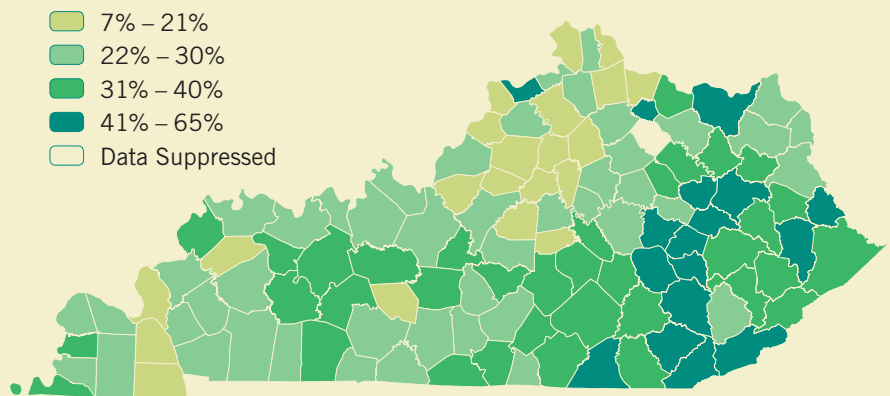 7% – 21%
22% – 30%
31% – 40%
41% – 65%
Data Suppressed